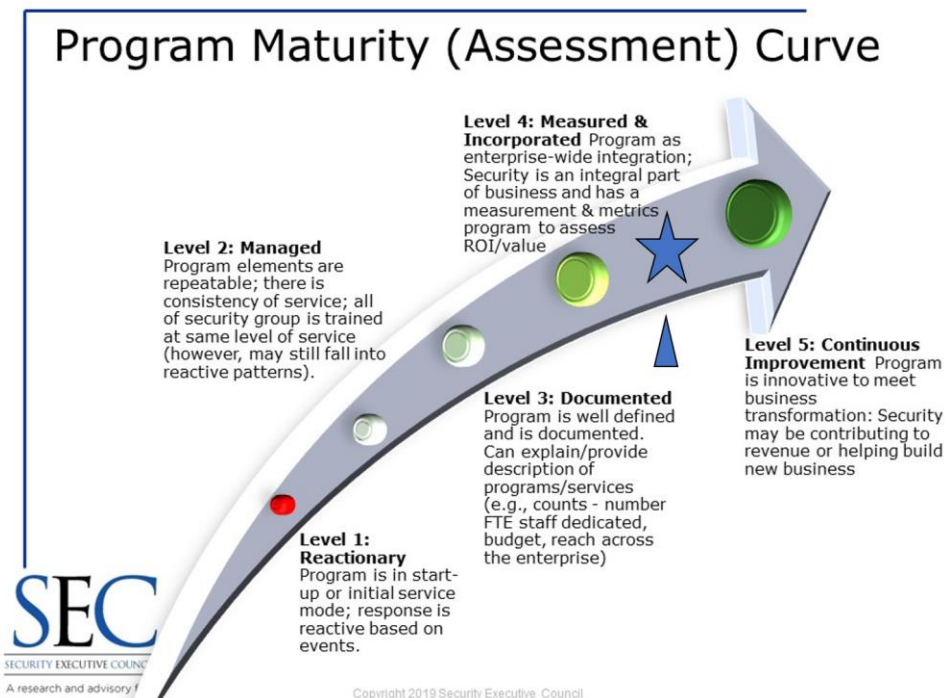 Program Maturity (Assessment) Curve
Level 4: Measured &
Incorporated Program as
enterprise-wide integration;
Security is an integral part
of business and has a
measurement & metrics
program to assess
ROI/value
Level 2: Managed
Program elements are
repeatable; there is
consistency of service; all
of security group is trained
at same level of service
(however, may still fall into
reactive patterns).
Level 5: Continuous
Improvement Program
is innovative to meet
business
transformation: Security
may be contributing to
revenue or helping build
new business
Level 3: Documented
Program is well defined
and is documented.
Can explain/provide
description of
programs/services
(e.g., counts - number
FTE staff dedicated,
budget, reach across
the enterprise)
Level 1:
Reactionary
Program is in start-
up or initial service
mode; response is
reactive based on
events.
SEC
SECURITY EXECUTIVE
A research and advisory
Copyright 2019 Security Executive Council